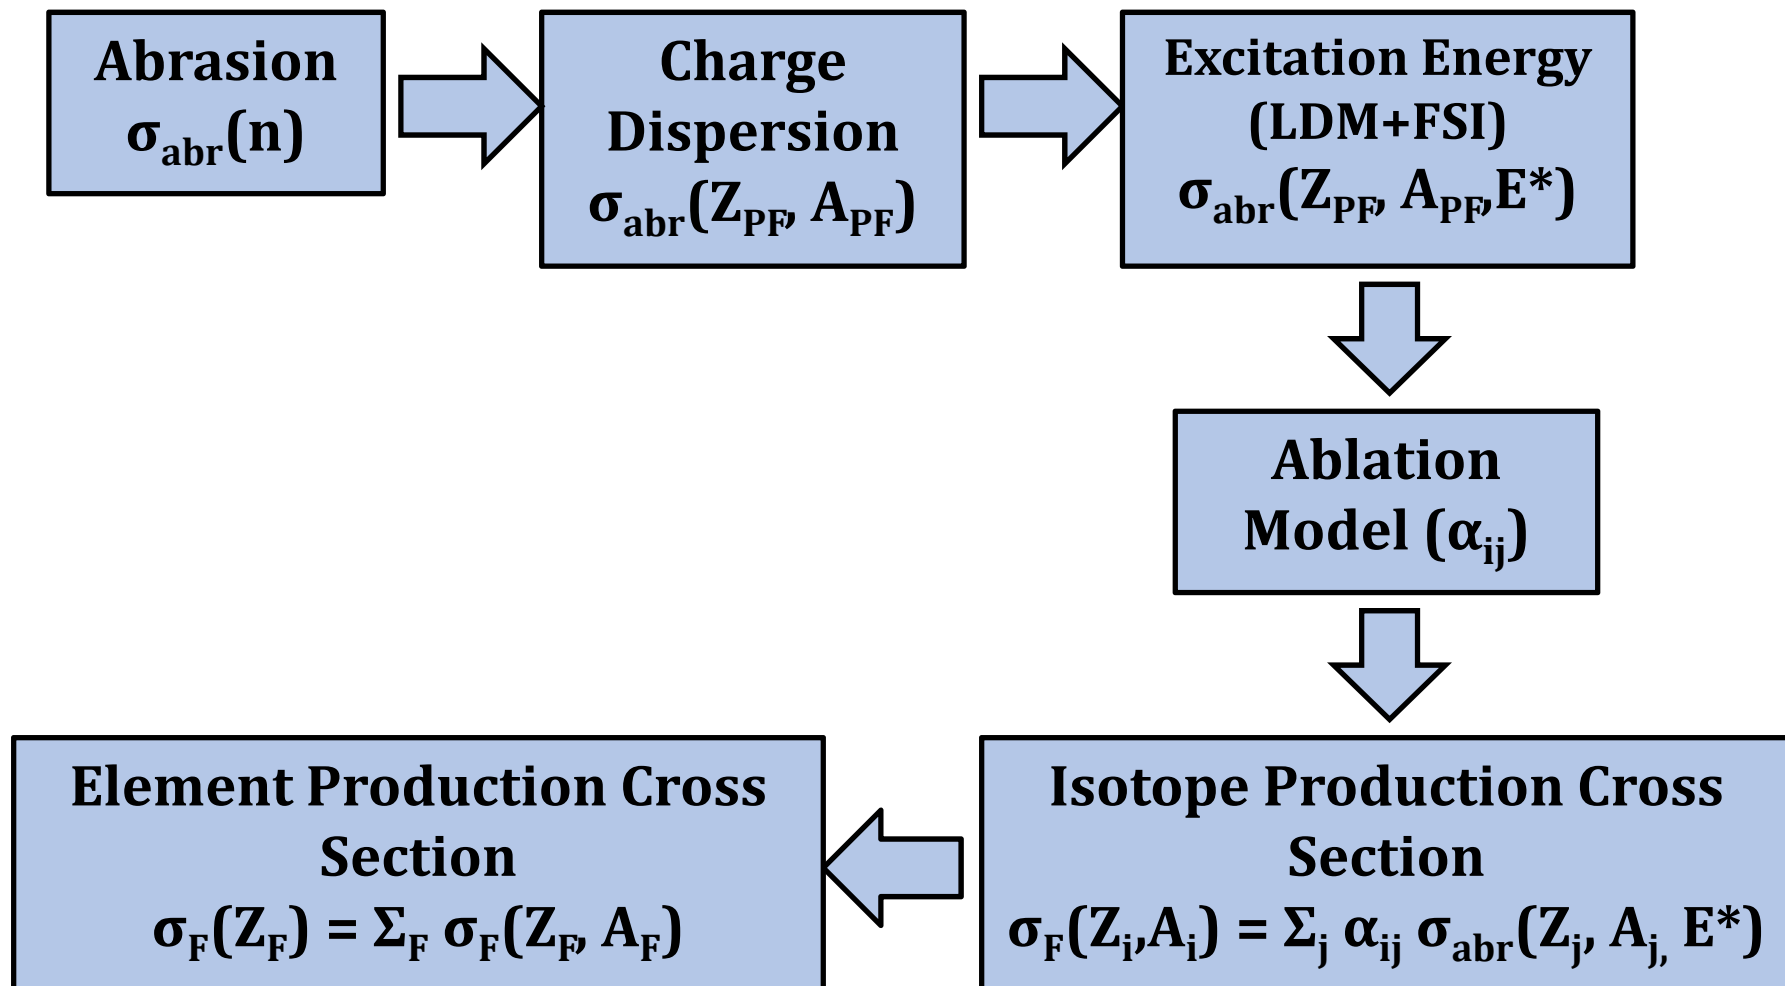 Abrasion
σabr(n)
Charge
Dispersion
σabr(ZPF, APF)
Excitation Energy
(LDM+FSI)
σabr(ZPF, APF,E*)
Ablation
Model (αij)
Isotope Production Cross
Section
σF(Zi,Ai) = Σj αij σabr(Zj, Aj, E*)
Element Production Cross
Section
σF(ZF) = ΣF σF(ZF, AF)